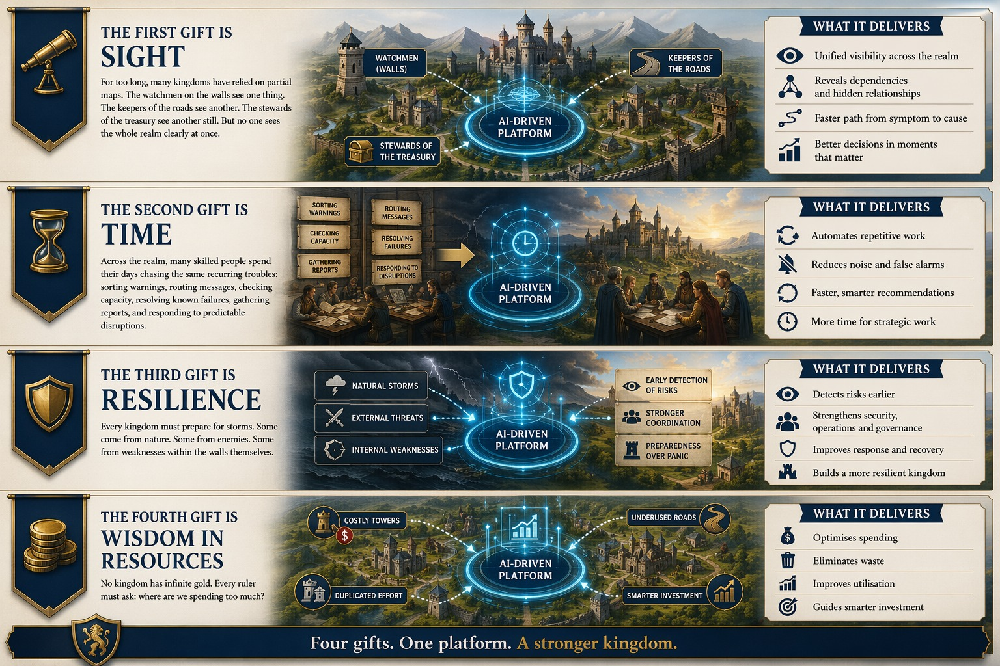 THE FIRST GIFT IS
SIGHT
For too long, many kingdoms have relied on partial
maps. The watchmen on the walls see one thing.
The keepers of the roads see another. The stewards
of the treasury see another still. But no one sees
the whole realm clearly at once.
WATCHMEN
(WALLS)
KEEPERS OF
THE ROADS
STEWARDS OF
THE TREASURY
AI-DRIVEN
PLATFORM
WHAT IT DELIVERS
Unified visibility across the realm
Reveals dependencies
and hidden relationships
Faster path from symptom to cause
Better decisions in moments
that matter
THE SECOND GIFT IS
TIME
Across the realm, many skilled people spend
their days chasing the same recurring troubles:
sorting warnings, routing messages, checking
capacity, resolving known failures, gathering
reports, and responding to predictable
disruptions.
SORTING
WARNINGS
ROUTING
MESSAGES
CHECKING
CAPACITY
RESOLVING
FAILURES
GATHERING
REPORTS
RESPONDING TO
DISRUPTIONS
AI-DRIVEN
PLATFORM
WHAT IT DELIVERS
Automates repetitive work
Reduces noise and false alarms
Faster, smarter recommendations
More time for strategic work
THE THIRD GIFT IS
RESILIENCE
Every kingdom must prepare for storms. Some
come from nature. Some from enemies. Some
from weaknesses within the walls themselves.
NATURAL STORMS
EXTERNAL THREATS
INTERNAL WEAKNESSES
AI-DRIVEN
PLATFORM
EARLY DETECTION
OF RISKS
STRONGER
COORDINATION
PREPAREDNESS
OVER PANIC
WHAT IT DELIVERS
Detects risks earlier
Strengthens security,
operations and governance
Improves response and recovery
Builds a more resilient kingdom
THE FOURTH GIFT IS
WISDOM IN
RESOURCES
No kingdom has infinite gold. Every ruler
must ask: where are we spending too much?
COSTLY TOWERS
$
UNDERUSED ROADS
DUPLICATED EFFORT
SMARTER INVESTMENT
AI-DRIVEN
PLATFORM
WHAT IT DELIVERS
$
Optimises spending
Eliminates waste
Improves utilisation
Guides smarter investment
Four gifts. One platform. A stronger kingdom.